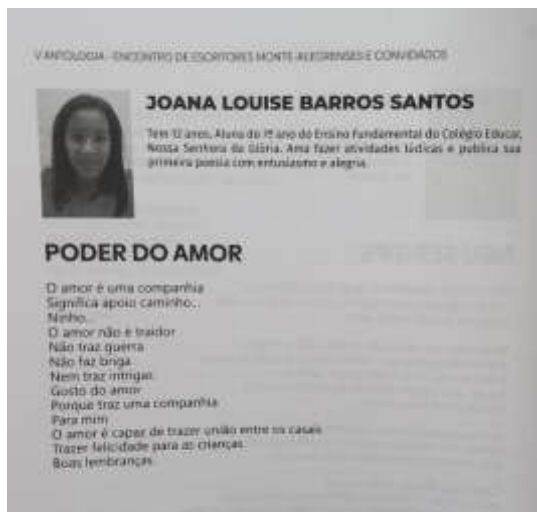 V ANTOLOGIA - ENCONTRO DE ESCRITORES MONTE-ALEGRENSES E CONVIDADOS
JOANA LOUISE BARROS SANTOS
Tem 12 anos. Aluna do 7º ano do Ensino Fundamental do Colégio Educar,
Nossa Senhora da Glória. Ama fazer atividades lúdicas e publica sua
primeira poesia com entusiasmo e alegria.
PODER DO AMOR
O amor é uma companhia
Significa apoio caminho...
Ninho...
O amor não é traidor
Não traz guerra
Não faz briga
Nem traz intrigas.
Gosto do amor
Porque traz uma companhia
Para mim
O amor é capaz de trazer união entre os casais
Trazer felicidade para as crianças
Boas lembranças.